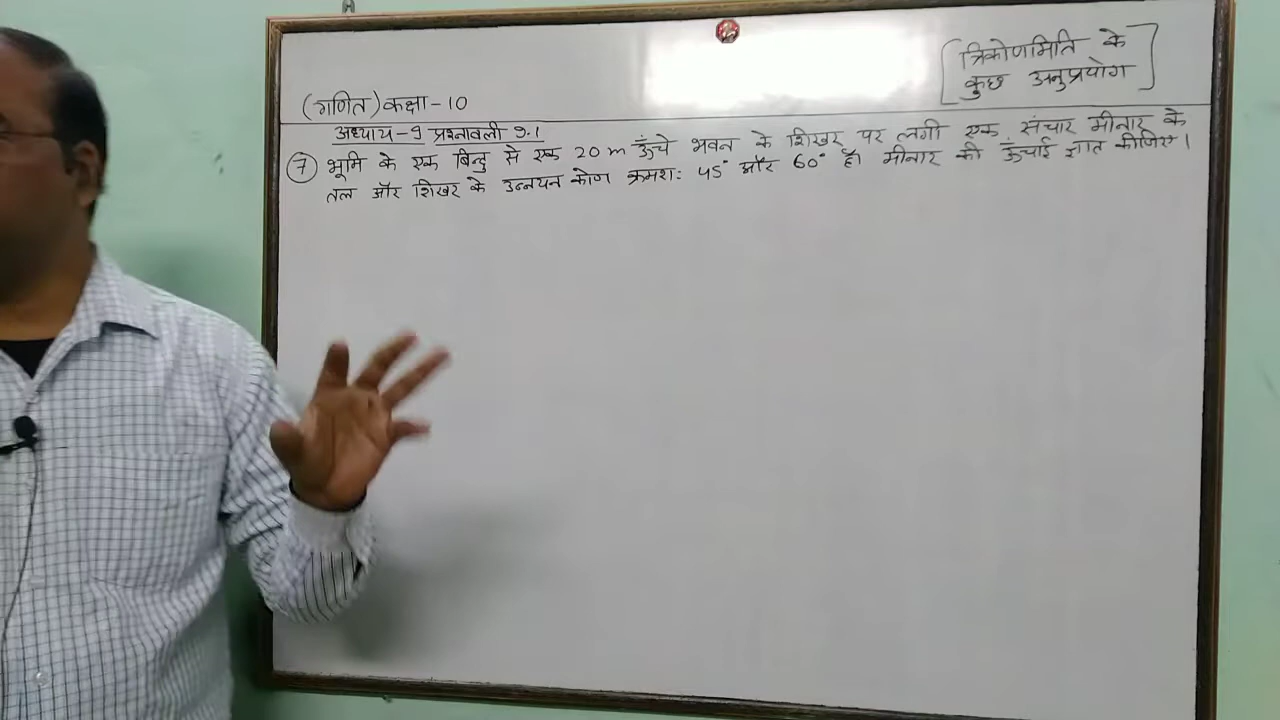 [त्रिकोणमिति के
कुछ अनुप्रयोग]
(गणित) कक्षा-10
अध्याय-9 प्रश्नावली 9.1
(7) भूमि के एक बिन्दु से एक 20 m ऊँचे भवन के शिखर पर लगी एक संचार मीनार के
तल और शिखर के उन्नयन कोण क्रमशः 45° और 60° है। मीनार की ऊँचाई ज्ञात कीजिए।